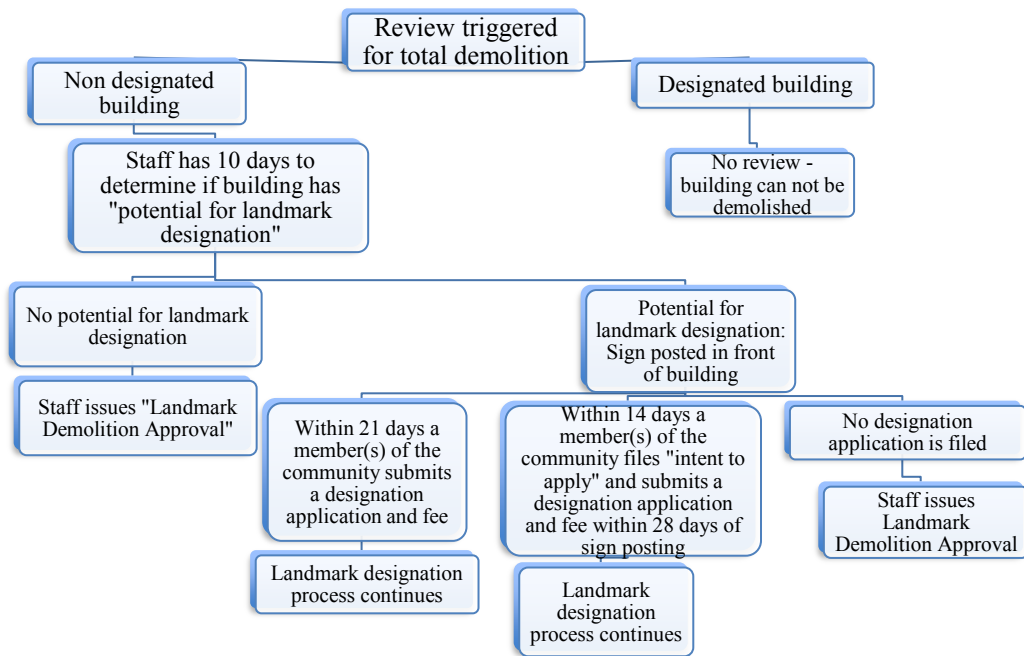 Review triggered
for total demolition
Non designated
building
Designated building
Staff has 10 days to
determine if building has
"potential for landmark
designation"
No review -
building can not be
demolished
No potential for landmark
designation
Potential for
landmark designation:
Sign posted in front
of building
Staff issues "Landmark
Demolition Approval"
Within 21 days a
member(s) of the
community submits
a designation
application and fee
Within 14 days a
member(s) of the
community files "intent to
apply" and submits a
designation application
and fee within 28 days of
sign posting
No designation
application is filed
Staff issues
Landmark
Demolition Approval
Landmark designation
process continues
Landmark
designation
process continues